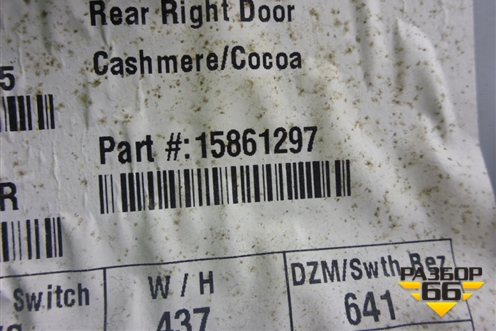 Rear Right Door
Cashmere/Cocoa
5
Part #: 15861297
R
Switch
W / H
DZM/Swth Bez
437
641
РАЗБОР
66